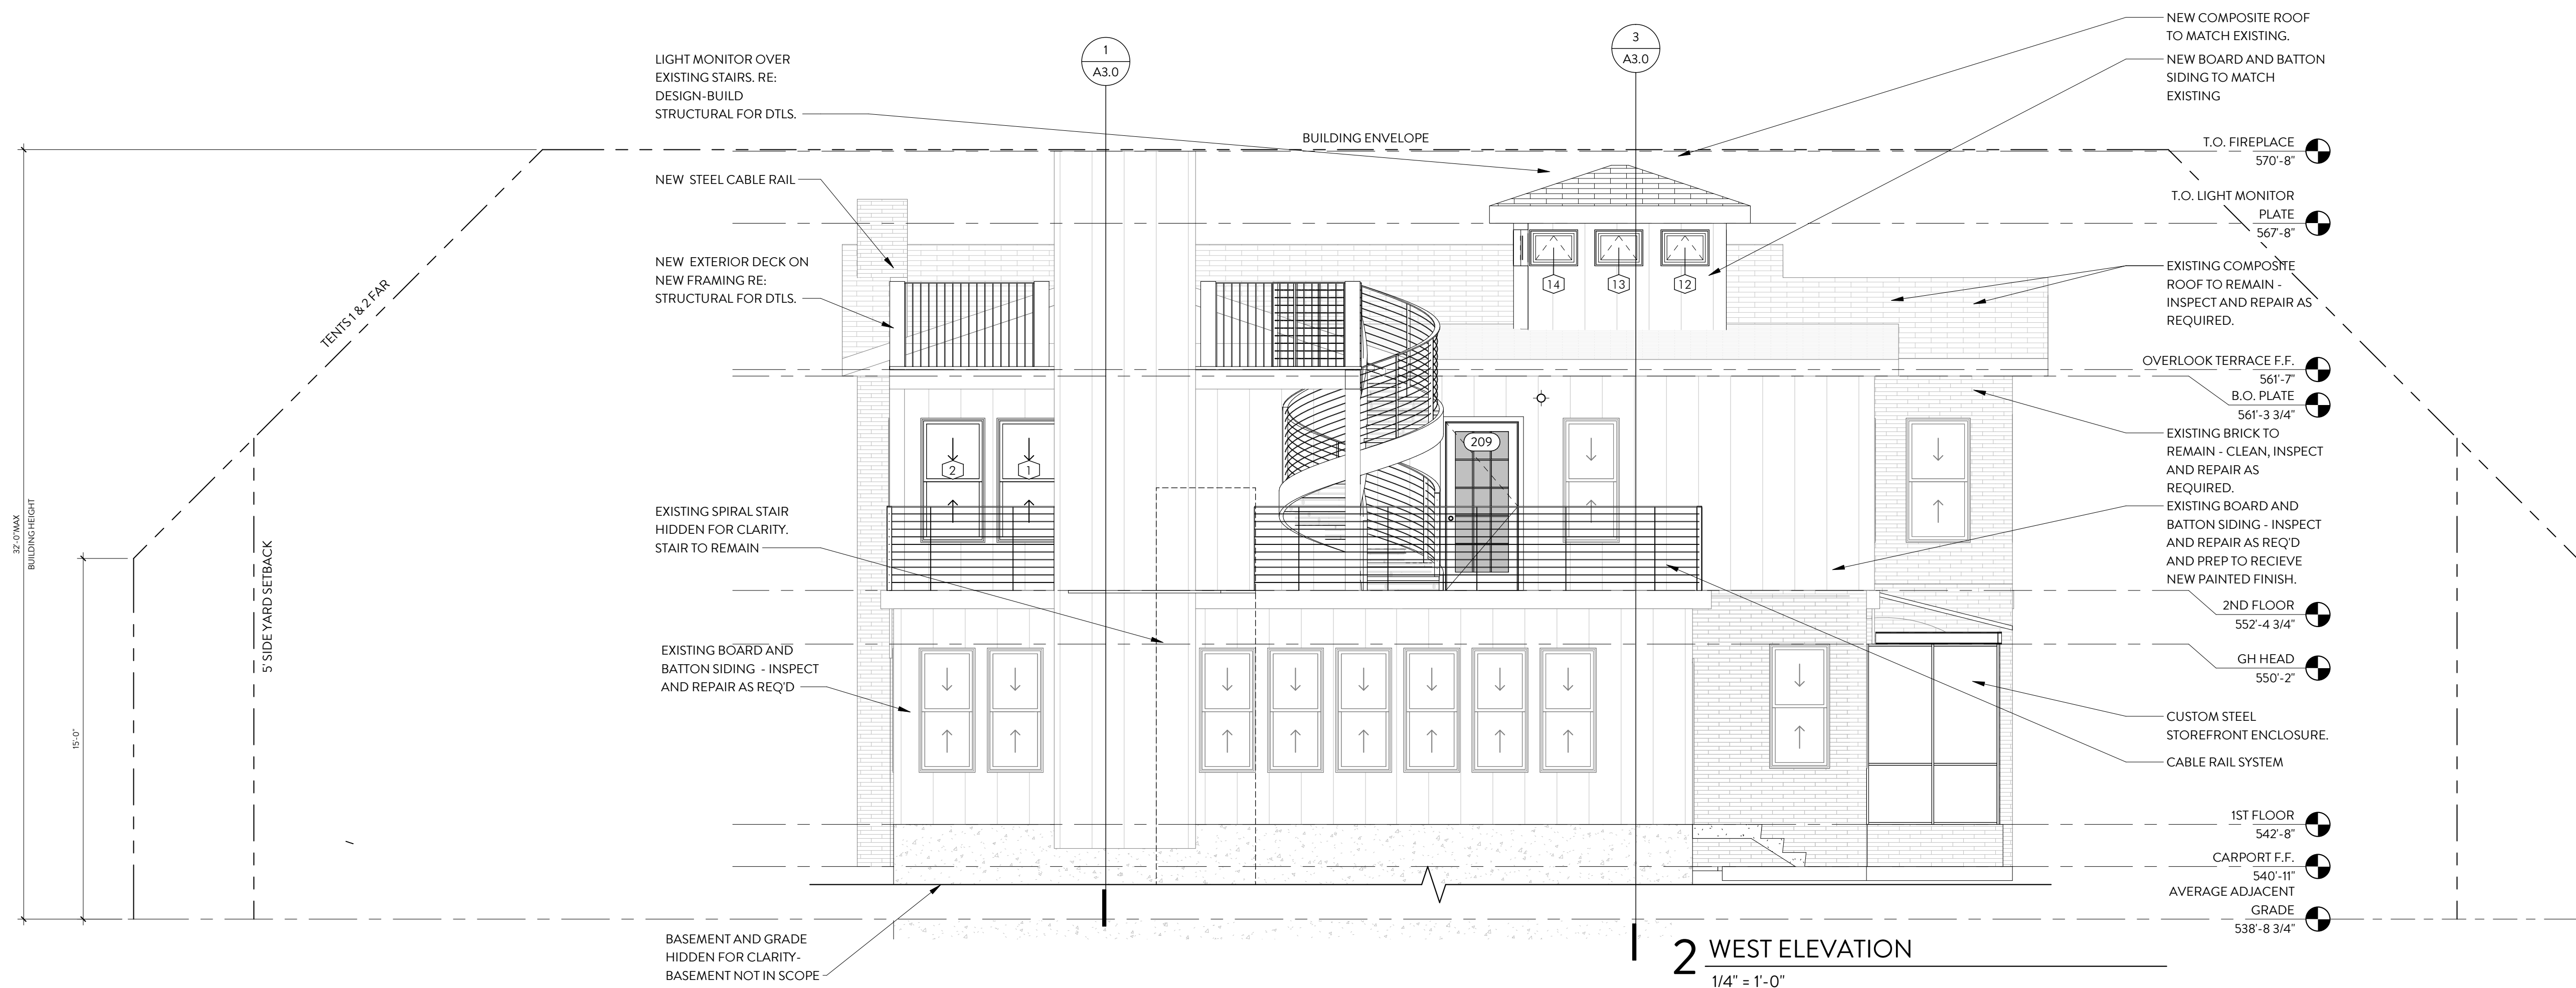 1
A3.0
3
A3.0
LIGHT MONITOR OVER
EXISTING STAIRS. RE:
DESIGN-BUILD
STRUCTURAL FOR DTLS.
NEW STEEL CABLE RAIL
NEW EXTERIOR DECK ON
NEW FRAMING RE:
STRUCTURAL FOR DTLS.
EXISTING SPIRAL STAIR
HIDDEN FOR CLARITY.
STAIR TO REMAIN
EXISTING BOARD AND
BATTON SIDING - INSPECT
AND REPAIR AS REQ'D
BASEMENT AND GRADE
HIDDEN FOR CLARITY-
BASEMENT NOT IN SCOPE
32'-0"MAX
BUILDING HEIGHT
15'-0"
5' SIDE YARD SETBACK
TENTS 1 & 2 FAR
BUILDING ENVELOPE
14
13
12
2
1
209
NEW COMPOSITE ROOF
TO MATCH EXISTING.
NEW BOARD AND BATTON
SIDING TO MATCH
EXISTING
T.O. FIREPLACE
570'-8"
T.O. LIGHT MONITOR
PLATE
567'-8"
EXISTING COMPOSITE
ROOF TO REMAIN -
INSPECT AND REPAIR AS
REQUIRED.
OVERLOOK TERRACE F.F.
561'-7"
B.O. PLATE
561'-3 3/4"
EXISTING BRICK TO
REMAIN - CLEAN, INSPECT
AND REPAIR AS
REQUIRED.
EXISTING BOARD AND
BATTON SIDING - INSPECT
AND REPAIR AS REQ'D
AND PREP TO RECIEVE
NEW PAINTED FINISH.
2ND FLOOR
552'-4 3/4"
GH HEAD
550'-2"
CUSTOM STEEL
STOREFRONT ENCLOSURE.
CABLE RAIL SYSTEM
1ST FLOOR
542'-8"
CARPORT F.F.
540'-11"
AVERAGE ADJACENT
GRADE
538'-8 3/4"
2 WEST ELEVATION
1/4" = 1'-0"